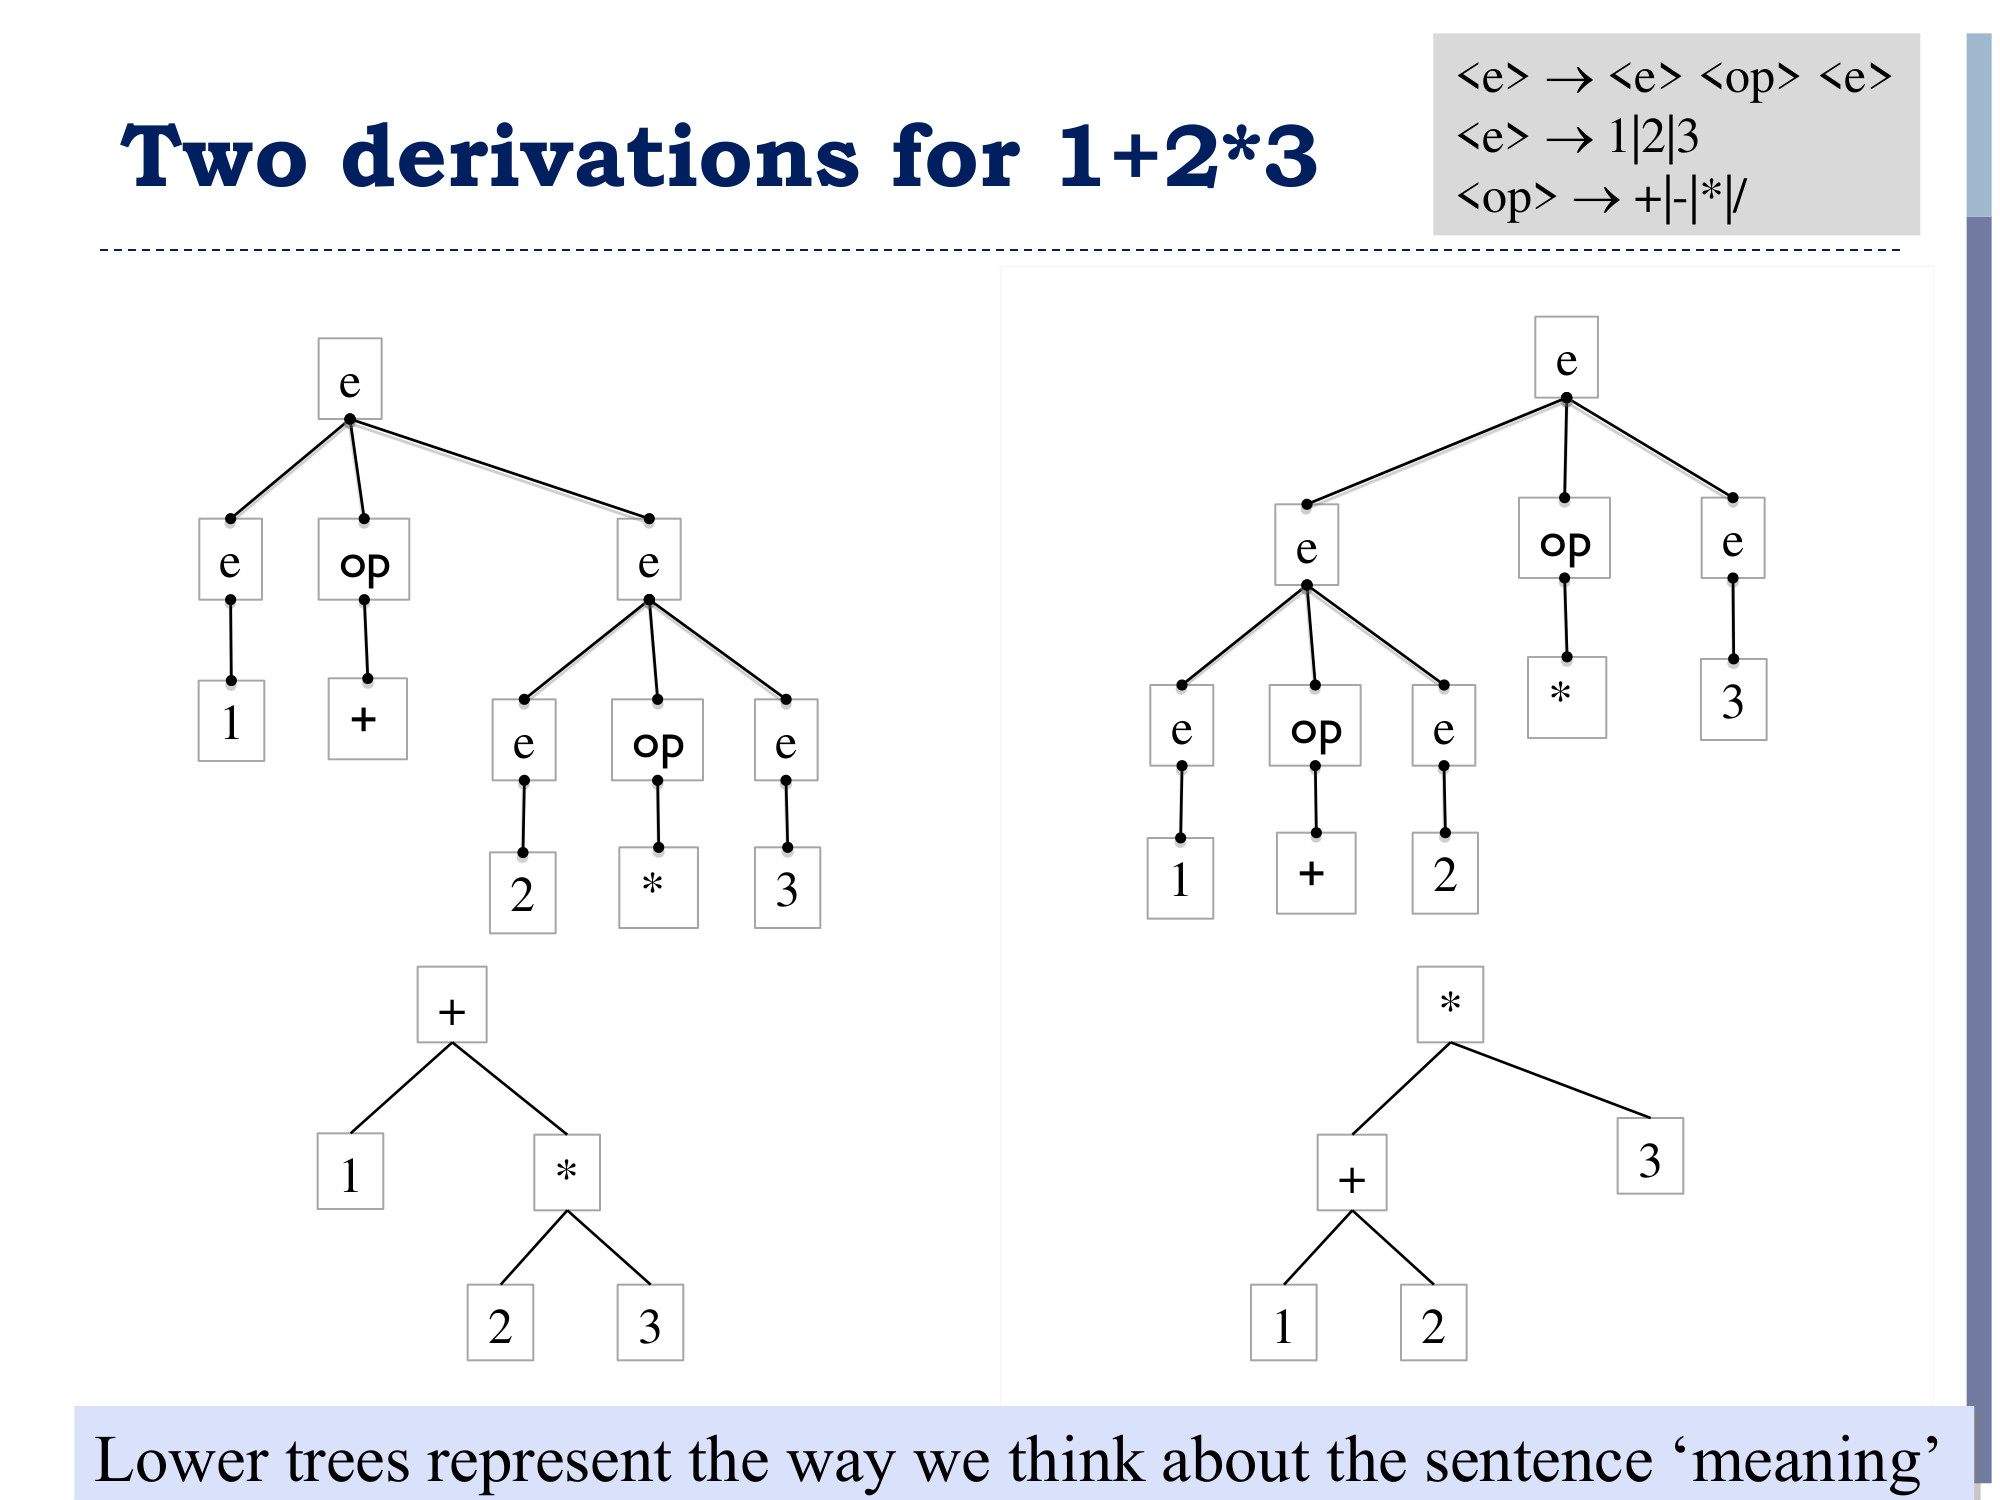 Two derivations for 1+2*3
<e> → <e> <op> <e>
<e> → 1|2|3
<op> → +|-|*|/
e
e op e
1 + e op e
2 * 3
e
e op e
e op e * 3
1 + 2
+
1 *
2 3
*
+ 3
1 2
Lower trees represent the way we think about the sentence ‘meaning’